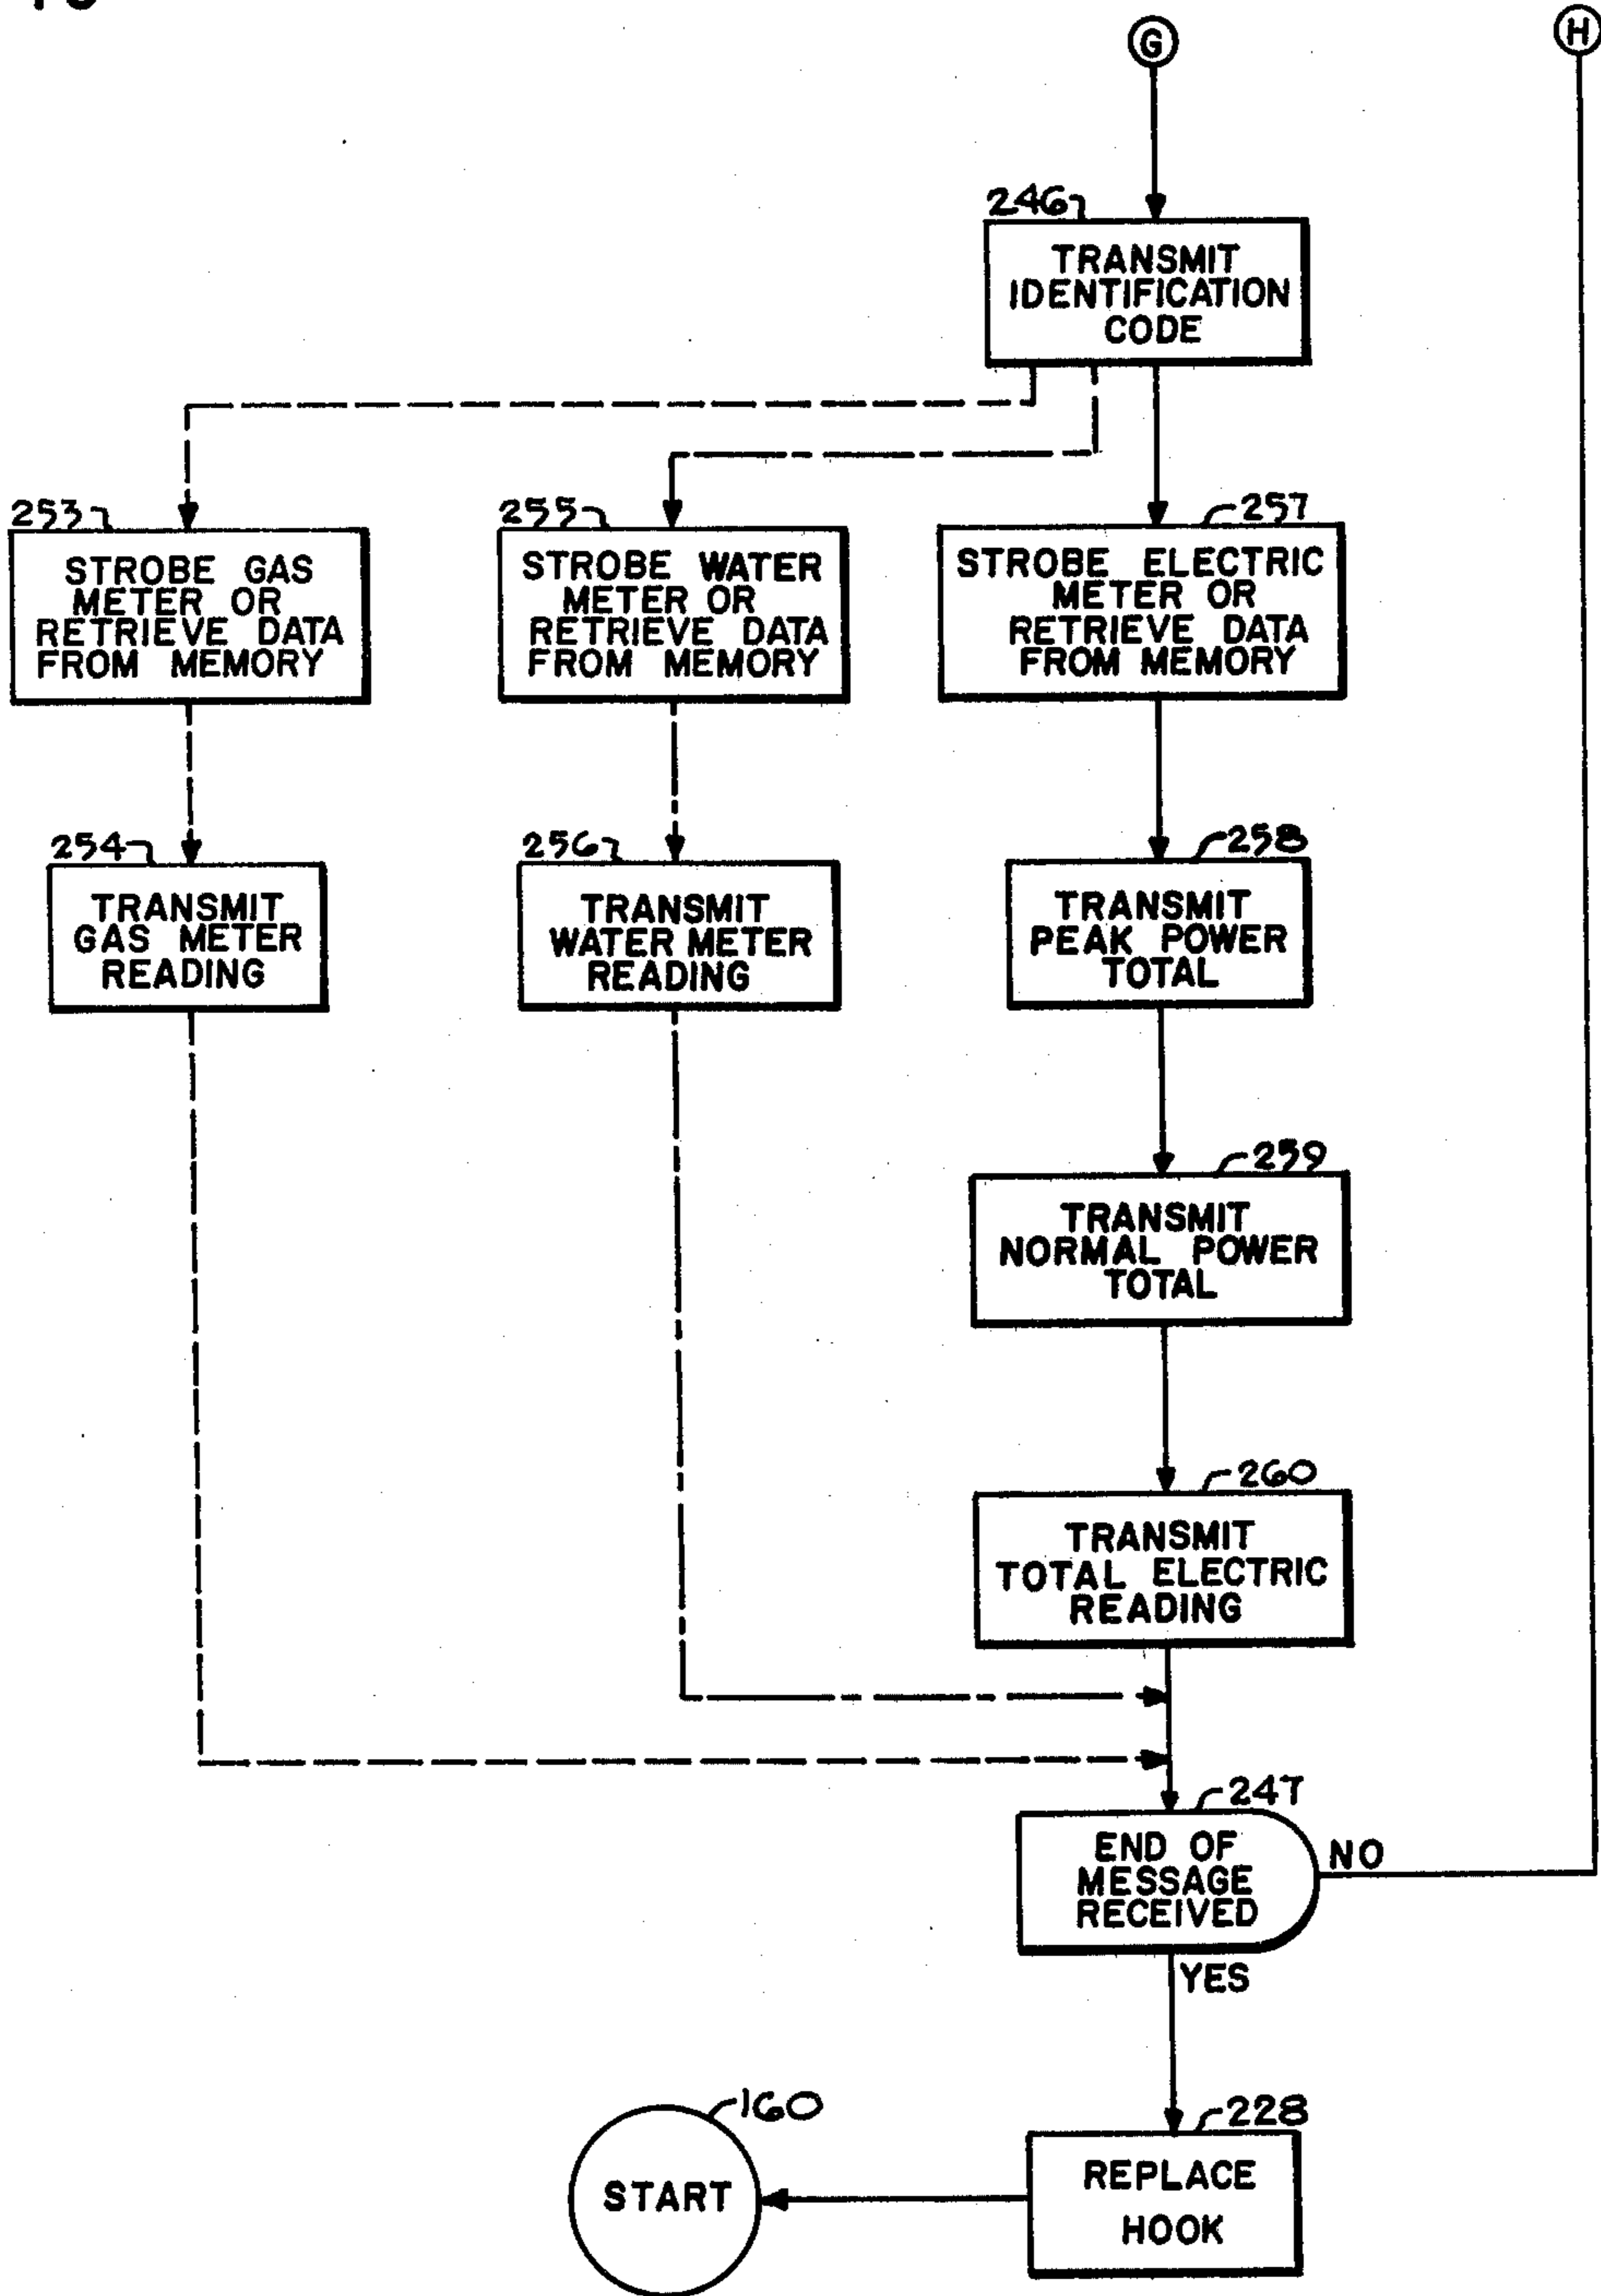 G
H
246
TRANSMIT
IDENTIFICATION
CODE
253
STROBE GAS
METER OR
RETRIEVE DATA
FROM MEMORY
255
STROBE WATER
METER OR
RETRIEVE DATA
FROM MEMORY
257
STROBE ELECTRIC
METER OR
RETRIEVE DATA
FROM MEMORY
254
TRANSMIT
GAS METER
READING
256
TRANSMIT
WATER METER
READING
258
TRANSMIT
PEAK POWER
TOTAL
259
TRANSMIT
NORMAL POWER
TOTAL
260
TRANSMIT
TOTAL ELECTRIC
READING
247
END OF
MESSAGE
RECEIVED
NO
YES
160
START
228
REPLACE
HOOK